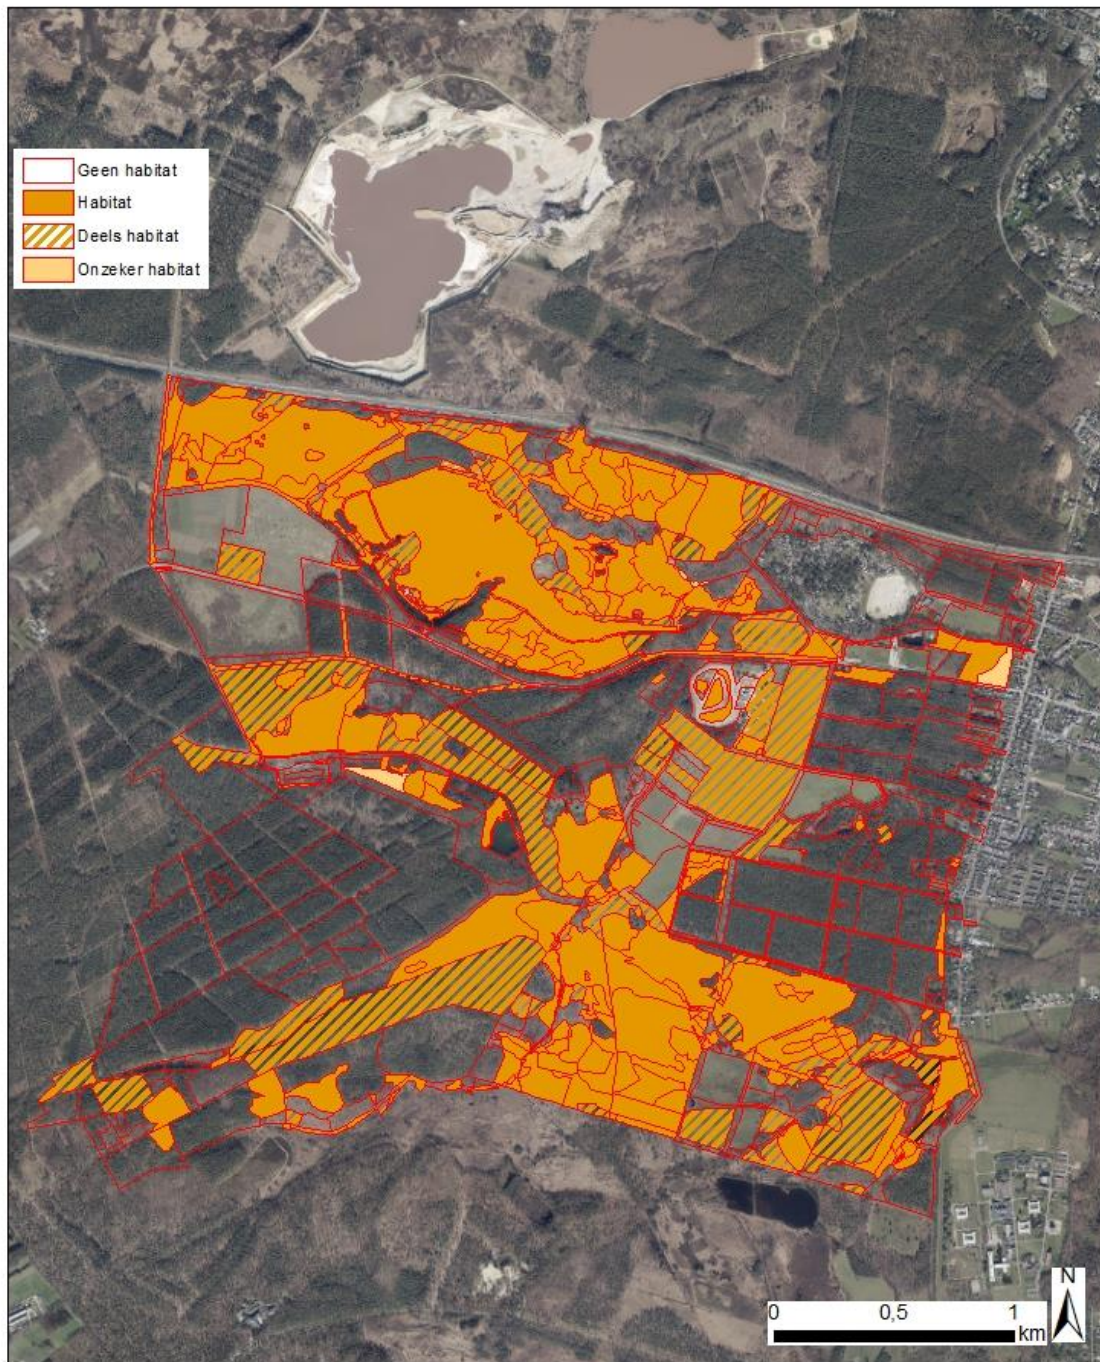 Geen habitat
Habitat
Deels habitat
Onzeker habitat
N
0 0,5 1
km